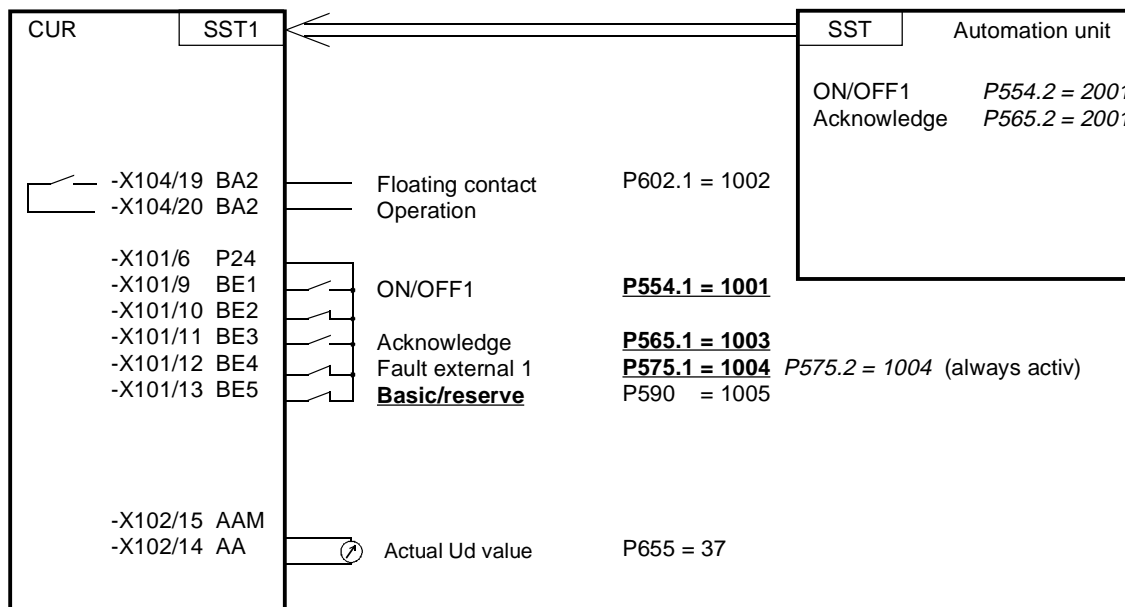 CUR SST1 SST Automation unit
ON/OFF1 P554.2 = 2001
Acknowledge P565.2 = 2001
-X104/19 BA2 Floating contact P602.1 = 1002
-X104/20 BA2 Operation
-X101/6 P24
-X101/9 BE1 ON/OFF1 P554.1 = 1001
-X101/10 BE2
-X101/11 BE3 Acknowledge P565.1 = 1003
-X101/12 BE4 Fault external 1 P575.1 = 1004 P575.2 = 1004 (always activ)
-X101/13 BE5 Basic/reserve P590 = 1005
-X102/15 AAM
-X102/14 AA Actual Ud value P655 = 37